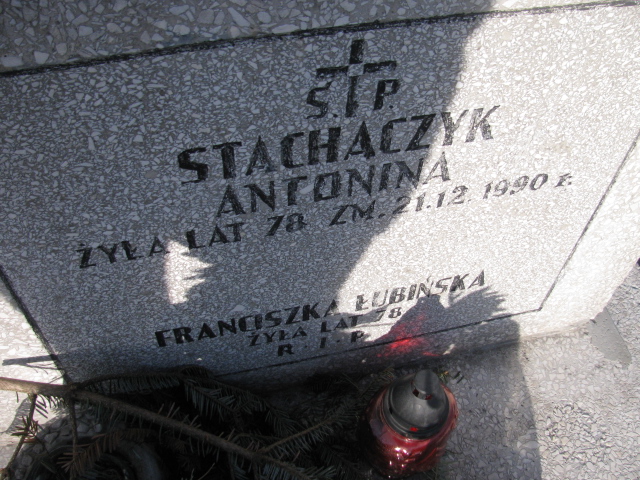 Ś. P.
STACHACZYK
ANTONINA
ŻYŁA LAT 78 ZM. 21.12.1990 r.
FRANCISZKA ŁUBIŃSKA
ŻYŁA LAT 78
R. I. P.